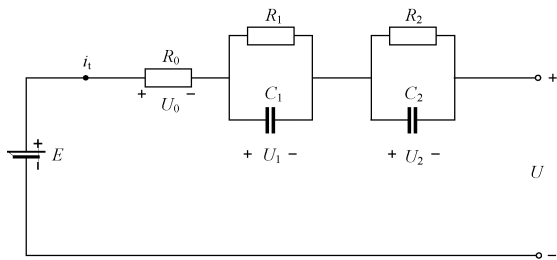 R1 R2
it R0
+ U0 − C1 C2 +
+ U1 − + U2 −
+ E U
−
−